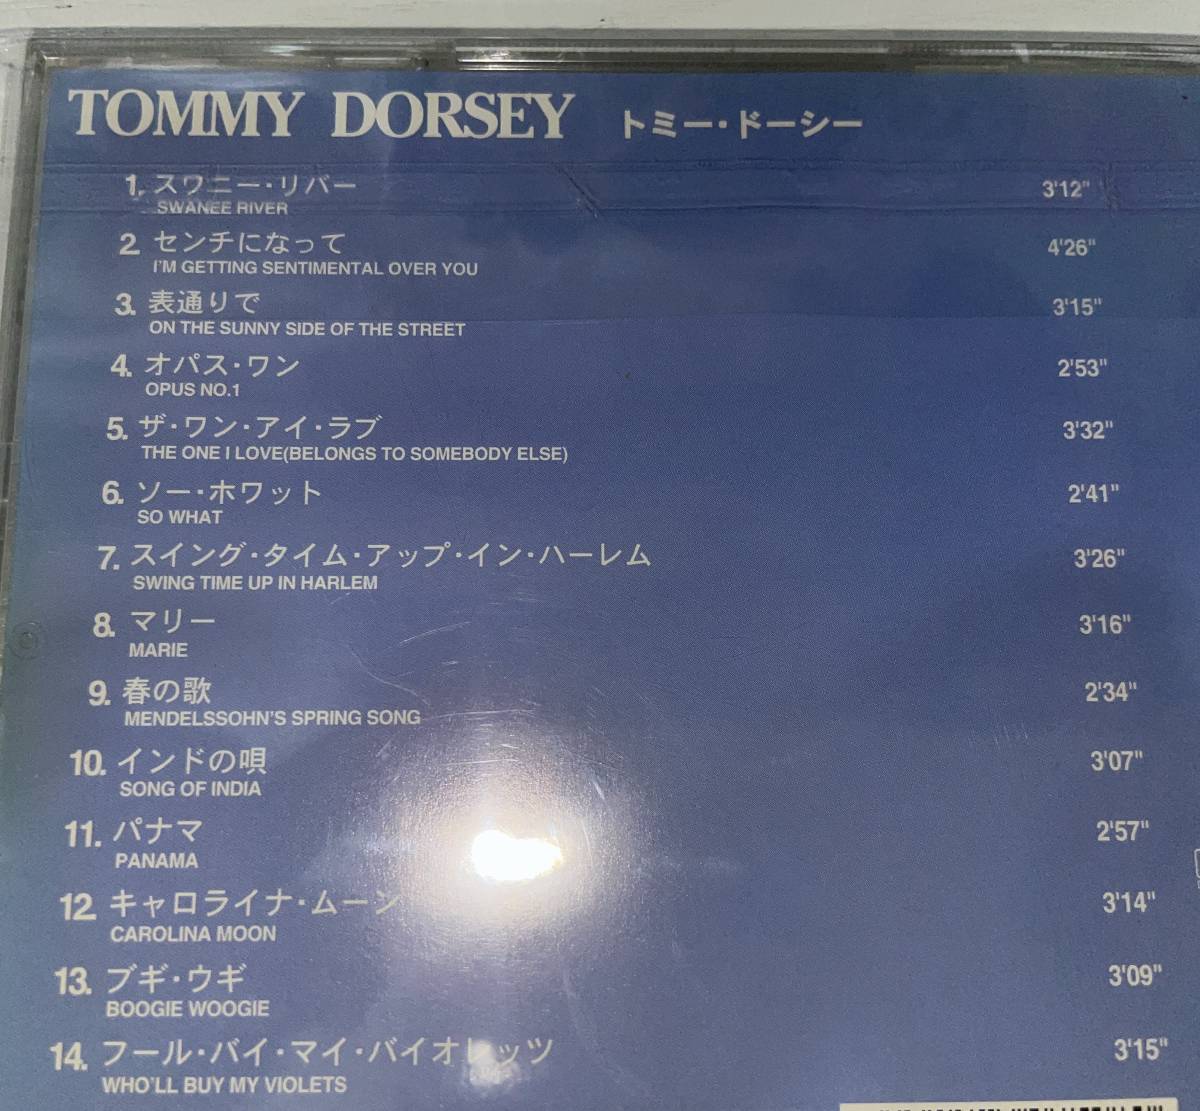 TOMMY DORSEY トミー・ドーシー
1. スワニー・リバー 3'12"
SWANEE RIVER
2. センチになって 4'26"
I'M GETTING SENTIMENTAL OVER YOU
3. 表通りで 3'15"
ON THE SUNNY SIDE OF THE STREET
4. オパス・ワン 2'53"
OPUS NO.1
5. ザ・ワン・アイ・ラブ 3'32"
THE ONE I LOVE(BELONGS TO SOMEBODY ELSE)
6. ソー・ホワット 2'41"
SO WHAT
7. スイング・タイム・アップ・イン・ハーレム 3'26"
SWING TIME UP IN HARLEM
8. マリー 3'16"
MARIE
9. 春の歌 2'34"
MENDELSSOHN'S SPRING SONG
10. インドの唄 3'07"
SONG OF INDIA
11. パナマ 2'57"
PANAMA
12. キャロライナ・ムーン 3'14"
CAROLINA MOON
13. ブギ・ウギ 3'09"
BOOGIE WOOGIE
14. フール・バイ・マイ・バイオレッツ 3'15"
WHO'LL BUY MY VIOLETS